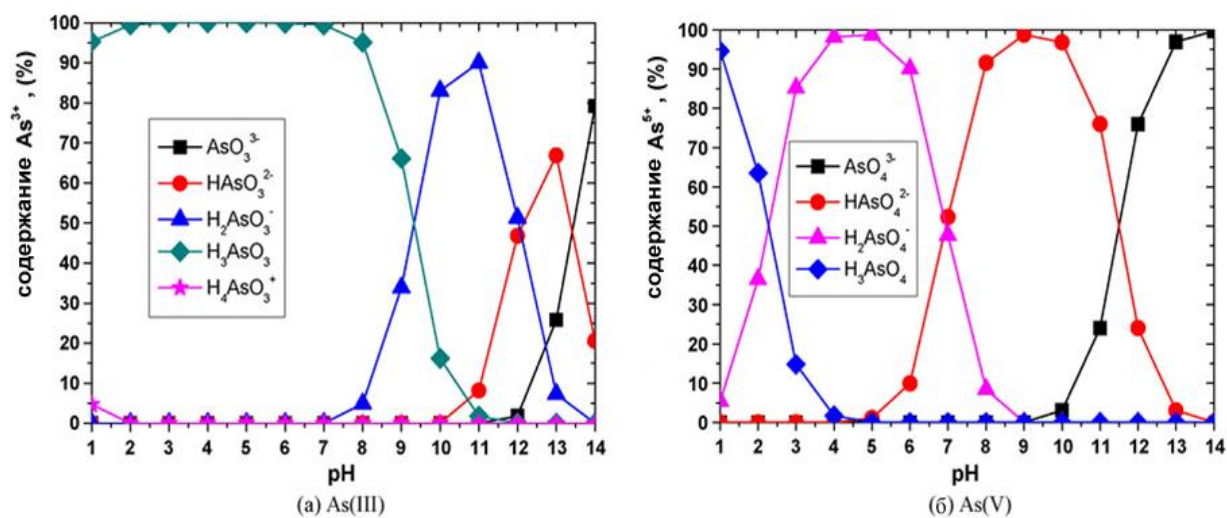 содержание As³⁺, (%)
100
90
80
70
60
50
40
30
20
10
0
AsO₃³⁻
HAsO₃²⁻
H₂AsO₃⁻
H₃AsO₃
H₄AsO₃⁺
1 2 3 4 5 6 7 8 9 10 11 12 13 14
pH
(а) As(III)
содержание As⁵⁺, (%)
100
90
80
70
60
50
40
30
20
10
0
AsO₄³⁻
HAsO₄²⁻
H₂AsO₄⁻
H₃AsO₄
1 2 3 4 5 6 7 8 9 10 11 12 13 14
pH
(б) As(V)